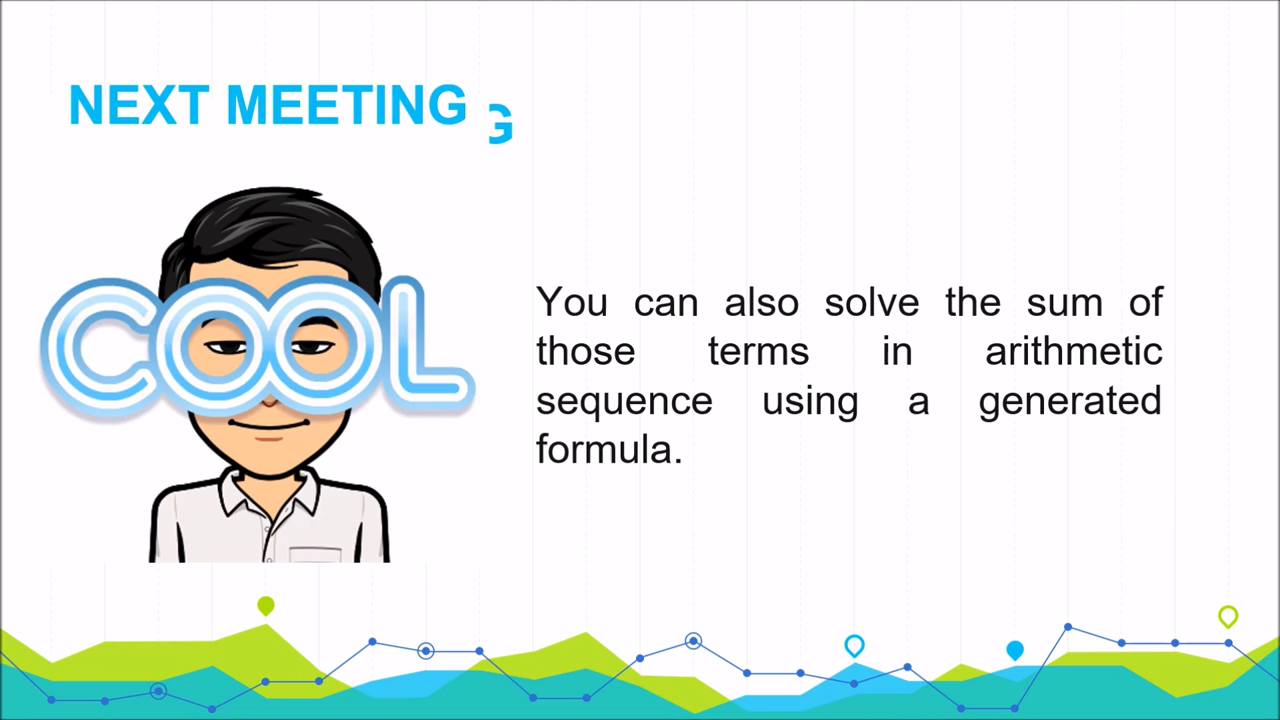 NEXT MEETING
G
COOL
You can also solve the sum of
those terms in arithmetic
sequence using a generated
formula.